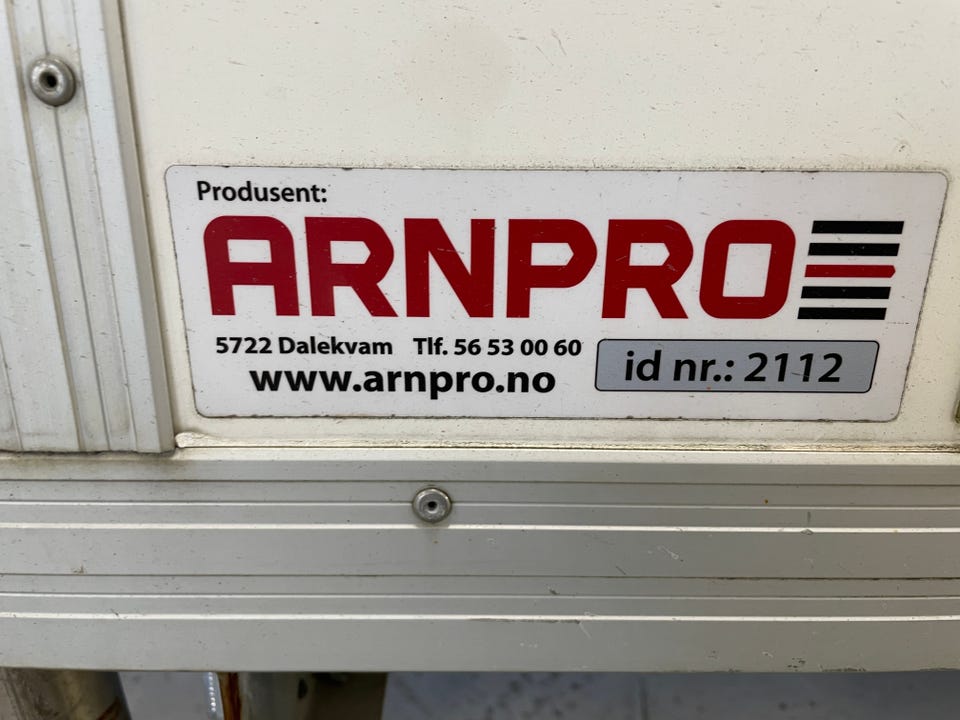 Produsent:
ARNPRO
5722 Dalekvam Tlf. 56 53 00 60
www.arnpro.no
id nr.: 2112